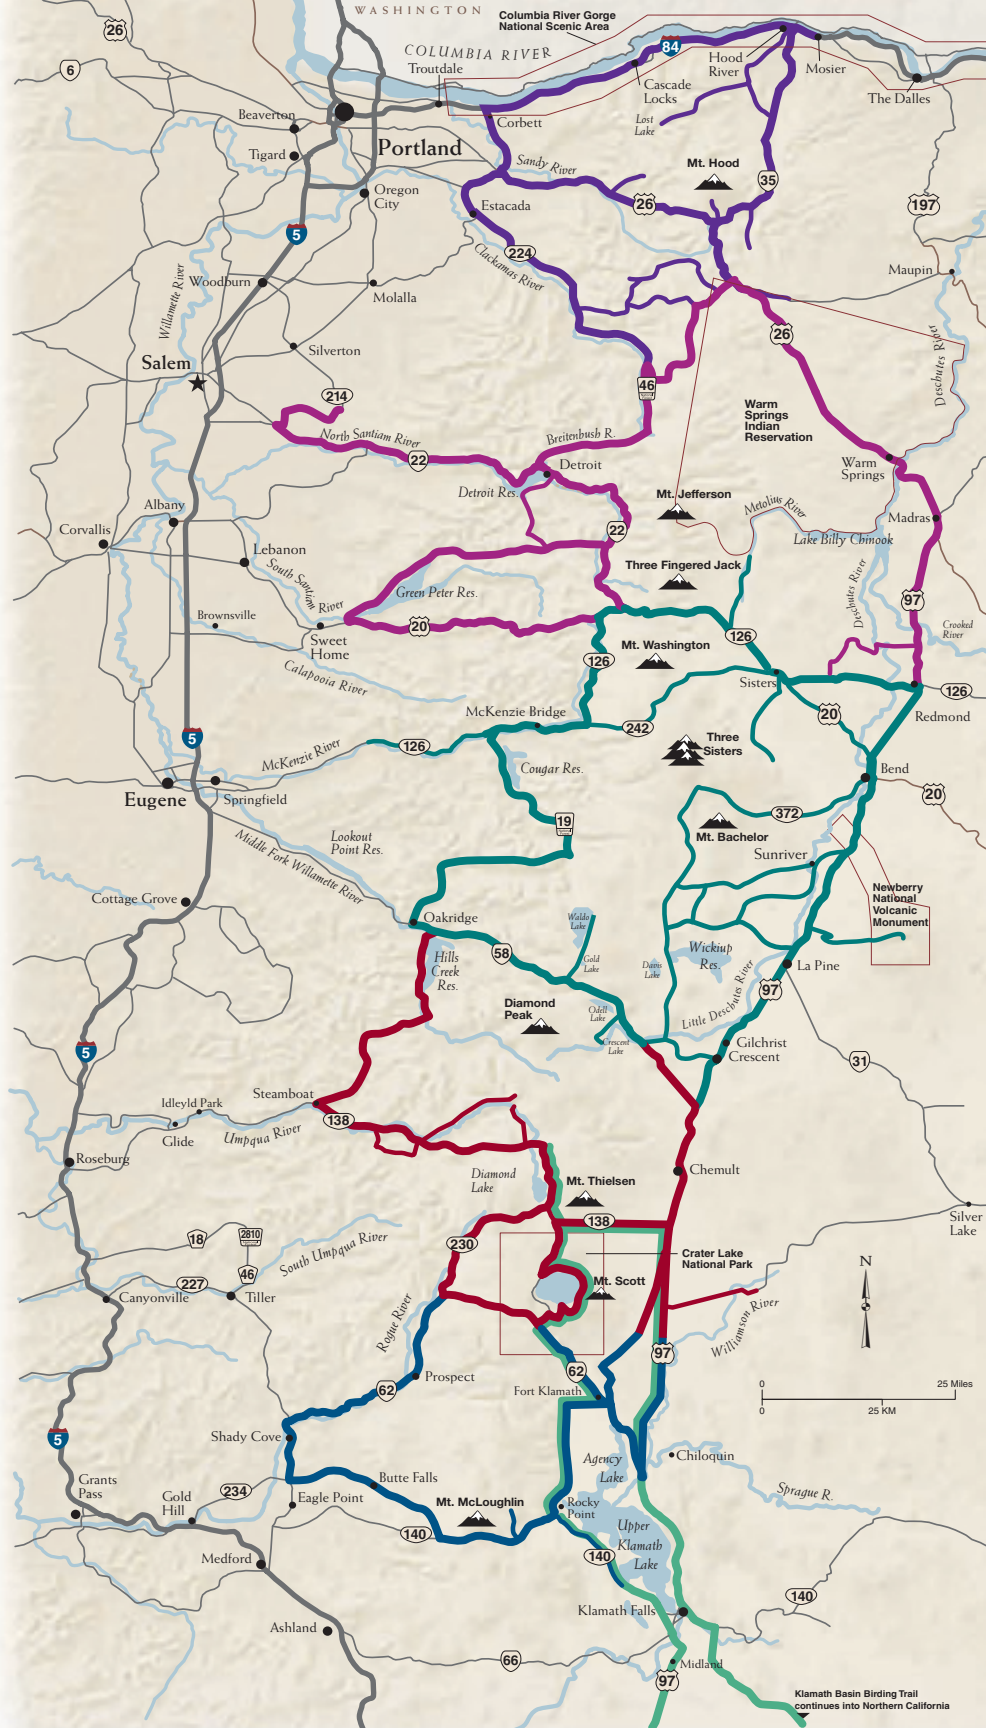 WASHINGTON
Columbia River Gorge
National Scenic Area
26
COLUMBIA RIVER
84
6
Troutdale
Hood
River
Mosier
Cascade
Locks
The Dalles
Beaverton
Corbett
Lost
Lake
Portland
Tigard
Sandy River
Mt. Hood
35
Oregon
City
26
197
Estacada
5
224
Clackamas River
Maupin
Willamette River
Woodburn
Molalla
26
Deschutes River
Silverton
Salem
46
214
Warm
Springs
Indian
Reservation
North Santiam River
Breitenbush R.
22
Detroit
Warm
Springs
Detroit Res.
Mt. Jefferson
Metolius River
Albany
Madras
22
Corvallis
Lake Billy Chinook
Lebanon
Three Fingered Jack
South Santiam
River
Green Peter Res.
Deschutes River
97
Brownsville
20
Crooked
River
Sweet
Home
126
Mt. Washington
126
Calapooia River
Sisters
126
McKenzie Bridge
20
Redmond
242
5
McKenzie River
126
Three
Sisters
Cougar Res.
Bend
Eugene
Springfield
20
372
19
Mt. Bachelor
Lookout
Point Res.
Middle Fork Willamette River
Sunriver
Cottage Grove
Newberry
National
Volcanic
Monument
Oakridge
Waldo
Lake
58
Hills
Creek
Res.
Gold
Lake
Davis
Lake
Wickiup
Res.
La Pine
97
Diamond
Peak
Odell
Lake
Little Deschutes River
Crescent
Lake
Gilchrist
Crescent
5
31
Steamboat
Idleyld Park
138
Glide
Umpqua River
Roseburg
Chemult
Diamond
Lake
Mt. Thielsen
138
Silver
Lake
18
2810
South Umpqua River
230
Crater Lake
National Park
N
46
227
Mt. Scott
Canyonville
Tiller
Rogue River
Williamson River
97
62
Prospect
0
25 Miles
0
25 KM
62
Fort Klamath
Shady Cove
5
Agency
Lake
Chiloquin
Grants
Pass
Butte Falls
234
Sprague R.
Gold
Hill
Eagle Point
Mt. McLoughlin
Rocky
Point
140
Upper
Klamath
Lake
Medford
140
140
Klamath Falls
Ashland
66
Midland
97
Klamath Basin Birding Trail
continues into Northern California